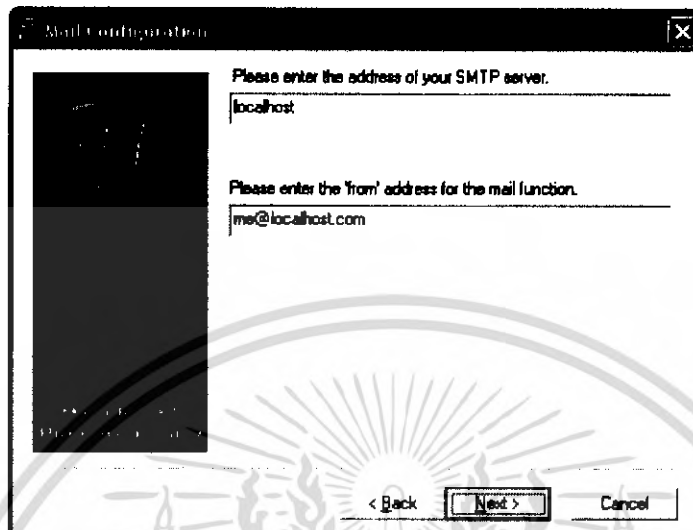 Mail Configuration
Please enter the address of your SMTP server.
localhost
Please enter the 'from' address for the mail function.
me@localhost.com
< Back
Next >
Cancel